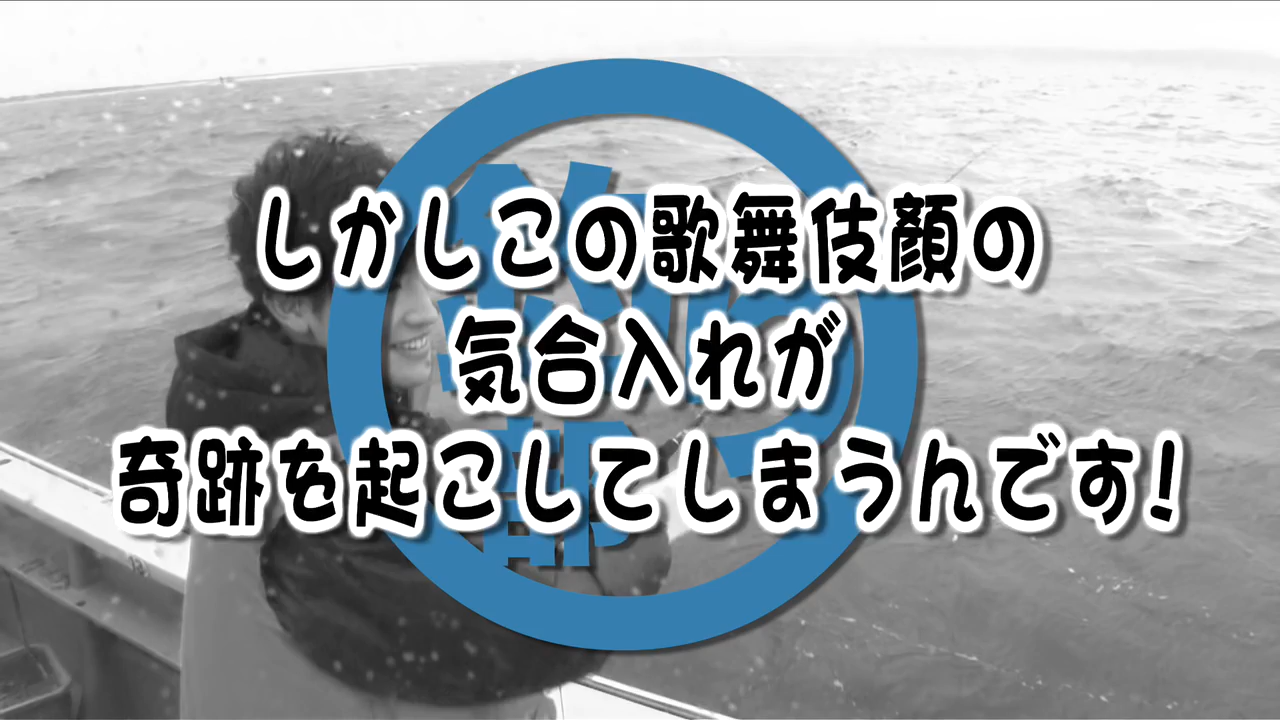 しかしこの歌舞伎顔の
気合入れが
奇跡を起こしてしまうんです!